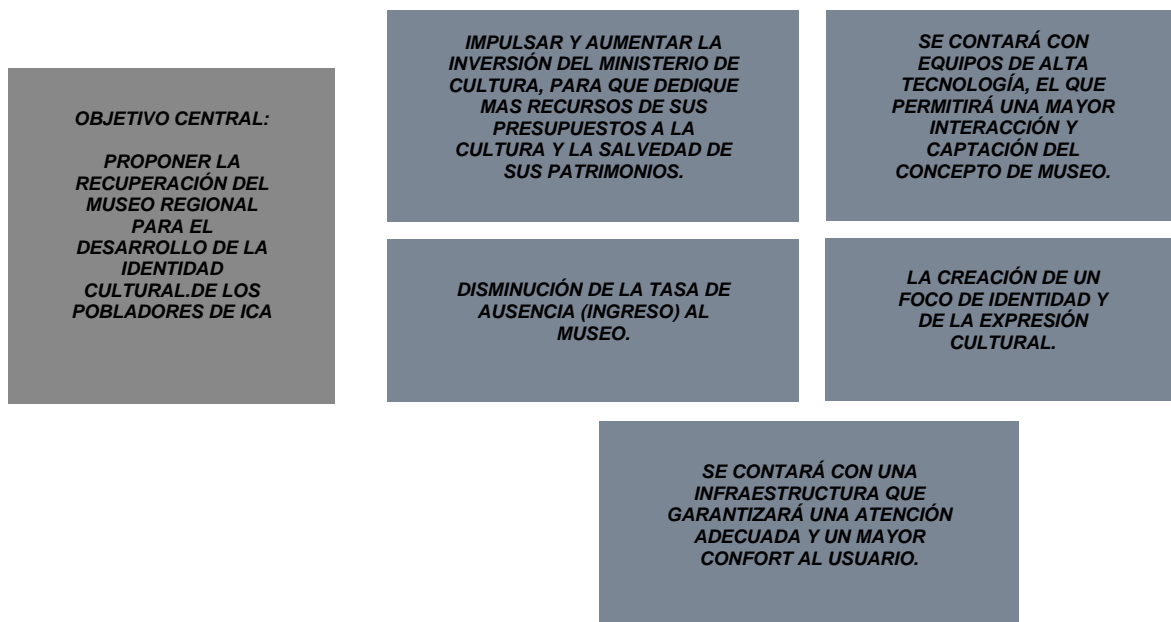 OBJETIVO CENTRAL:
PROPONER LA
RECUPERACIÓN DEL
MUSEO REGIONAL
PARA EL
DESARROLLO DE LA
IDENTIDAD
CULTURAL.DE LOS
POBLADORES DE ICA
IMPULSAR Y AUMENTAR LA
INVERSIÓN DEL MINISTERIO DE
CULTURA, PARA QUE DEDIQUE
MAS RECURSOS DE SUS
PRESUPUESTOS A LA
CULTURA Y LA SALVEDAD DE
SUS PATRIMONIOS.
SE CONTARÁ CON
EQUIPOS DE ALTA
TECNOLOGÍA, EL QUE
PERMITIRÁ UNA MAYOR
INTERACCIÓN Y
CAPTACIÓN DEL
CONCEPTO DE MUSEO.
DISMINUCIÓN DE LA TASA DE
AUSENCIA (INGRESO) AL
MUSEO.
LA CREACIÓN DE UN
FOCO DE IDENTIDAD Y
DE LA EXPRESIÓN
CULTURAL.
SE CONTARÁ CON UNA
INFRAESTRUCTURA QUE
GARANTIZARÁ UNA ATENCIÓN
ADECUADA Y UN MAYOR
CONFORT AL USUARIO.